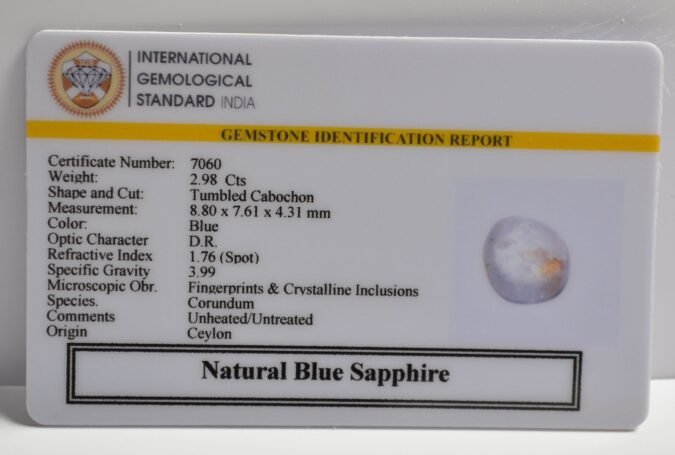 INTERNATIONAL
GEMOLOGICAL
STANDARD INDIA
GEMSTONE IDENTIFICATION REPORT
Certificate Number: 7060
Weight: 2.98 Cts
Shape and Cut: Tumbled Cabochon
Measurement: 8.80 x 7.61 x 4.31 mm
Color: Blue
Optic Character D.R.
Refractive Index 1.76 (Spot)
Specific Gravity 3.99
Microscopic Obr. Fingerprints & Crystalline Inclusions
Species. Corundum
Comments Unheated/Untreated
Origin Ceylon
Natural Blue Sapphire